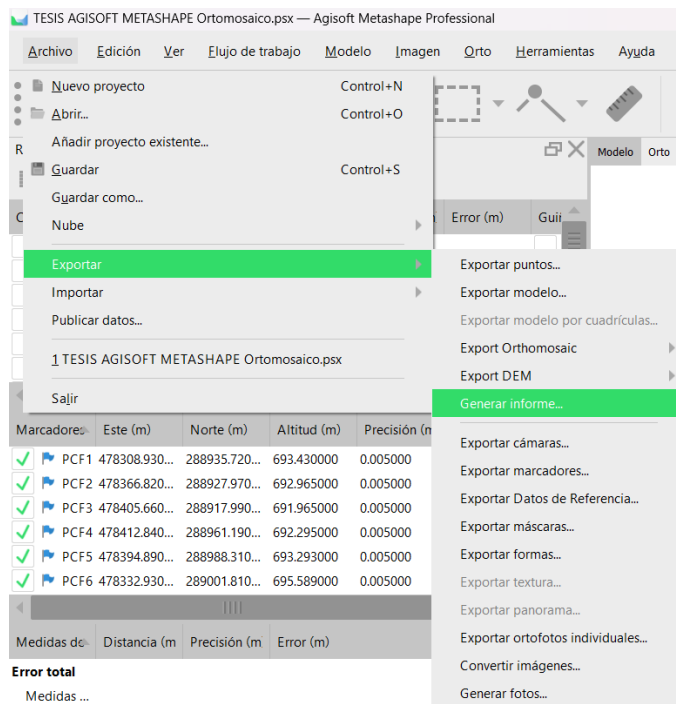 TESIS AGISOFT METASHAPE Ortomosaico.psx — Agisoft Metashape Professional
Archivo Edición Ver Flujo de trabajo Modelo Imagen Orto Herramientas Ayuda
Nuevo proyecto Control+N
Abrir... Control+O
Añadir proyecto existente...
Guardar Control+S
Guardar como...
Nube
Exportar
Importar
Publicar datos...
1 TESIS AGISOFT METASHAPE Ortomosaico.psx
Salir
R
Modelo Orto
C
Error (m) Guiñ
Exportar puntos...
Exportar modelo...
Exportar modelo por cuadrículas...
Export Orthomosaic
Export DEM
Generar informe...
Exportar cámaras...
Exportar marcadores...
Exportar Datos de Referencia...
Exportar máscaras...
Exportar formas...
Exportar textura...
Exportar panorama...
Exportar ortofotos individuales...
Convertir imágenes...
Generar fotos...
Marcadores Este (m) Norte (m) Altitud (m) Precisión (m
PCF1 478308.930... 288935.720... 693.430000 0.005000
PCF2 478366.820... 288927.970... 692.965000 0.005000
PCF3 478405.660... 288917.990... 691.965000 0.005000
PCF4 478412.840... 288961.190... 692.295000 0.005000
PCF5 478394.890... 288988.310... 693.293000 0.005000
PCF6 478332.930... 289001.810... 695.589000 0.005000
Medidas de Distancia (m Precisión (m Error (m)
Error total
Medidas ...